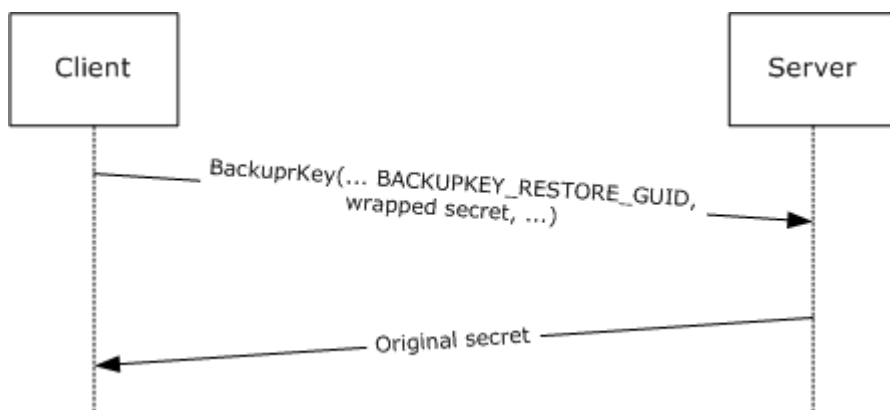 Client
Server
BackuprKey(... BACKUPKEY_RESTORE_GUID,
wrapped secret, ...)
Original secret